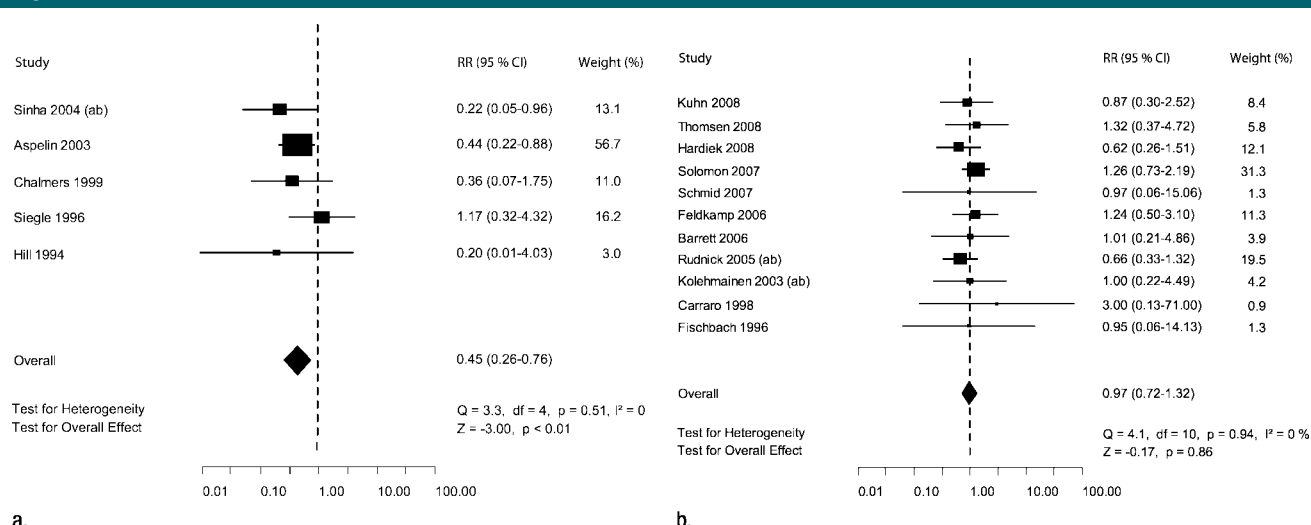 Study RR (95 % CI) Weight (%)
Sinha 2004 (ab) 0.22 (0.05-0.96) 13.1
Aspelin 2003 0.44 (0.22-0.88) 56.7
Chalmers 1999 0.36 (0.07-1.75) 11.0
Siegle 1996 1.17 (0.32-4.32) 16.2
Hill 1994 0.20 (0.01-4.03) 3.0
Overall 0.45 (0.26-0.76)
Test for Heterogeneity Q = 3.3, df = 4, p = 0.51, I² = 0
Test for Overall Effect Z = -3.00, p < 0.01
0.01 0.10 1.00 10.00 100.00
a.
Study RR (95 % CI) Weight (%)
Kuhn 2008 0.87 (0.30-2.52) 8.4
Thomsen 2008 1.32 (0.37-4.72) 5.8
Hardiek 2008 0.62 (0.26-1.51) 12.1
Solomon 2007 1.26 (0.73-2.19) 31.3
Schmid 2007 0.97 (0.06-15.06) 1.3
Feldkamp 2006 1.24 (0.50-3.10) 11.3
Barrett 2006 1.01 (0.21-4.86) 3.9
Rudnick 2005 (ab) 0.66 (0.33-1.32) 19.5
Kolehmainen 2003 (ab) 1.00 (0.22-4.49) 4.2
Carraro 1998 3.00 (0.13-71.00) 0.9
Fischbach 1996 0.95 (0.06-14.13) 1.3
Overall 0.97 (0.72-1.32)
Test for Heterogeneity Q = 4.1, df = 10, p = 0.94, I² = 0 %
Test for Overall Effect Z = -0.17, p = 0.86
0.01 0.10 1.00 10.00 100.00
b.